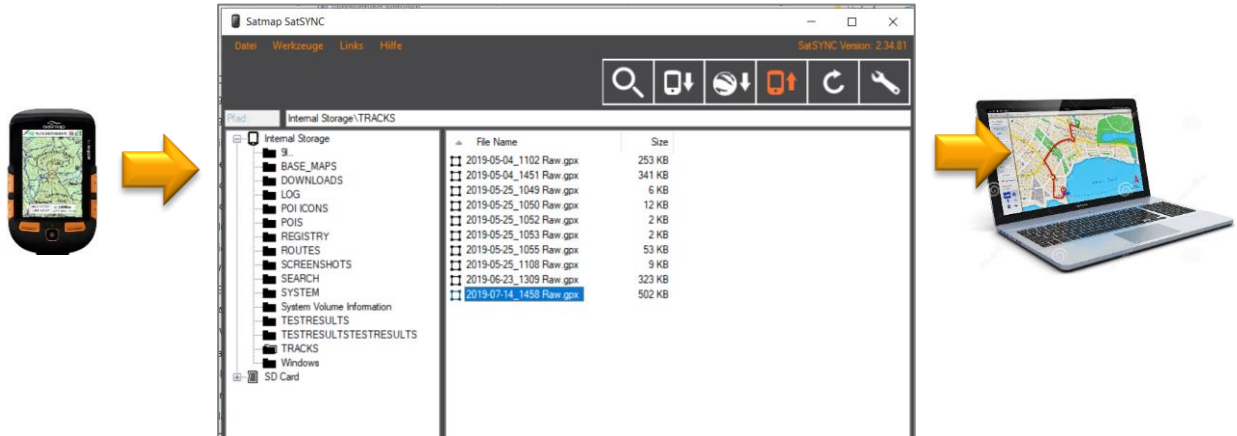 Satmap SatSYNC
Datei Werkzeuge Links Hilfe
SatSYNC Version: 2.34.81
Pfad: Internal Storage\TRACKS
Internal Storage
9l..
BASE_MAPS
DOWNLOADS
LOG
POI ICONS
POIS
REGISTRY
ROUTES
SCREENSHOTS
SEARCH
SYSTEM
System Volume Information
TESTRESULTS
TESTRESULTSTESTRESULTS
TRACKS
Windows
SD Card
File Name Size
2019-05-04_1102 Raw.gpx 253 KB
2019-05-04_1451 Raw.gpx 341 KB
2019-05-25_1049 Raw.gpx 6 KB
2019-05-25_1050 Raw.gpx 12 KB
2019-05-25_1052 Raw.gpx 2 KB
2019-05-25_1053 Raw.gpx 2 KB
2019-05-25_1055 Raw.gpx 53 KB
2019-05-25_1108 Raw.gpx 9 KB
2019-06-23_1309 Raw.gpx 323 KB
2019-07-14_1458 Raw.gpx 502 KB